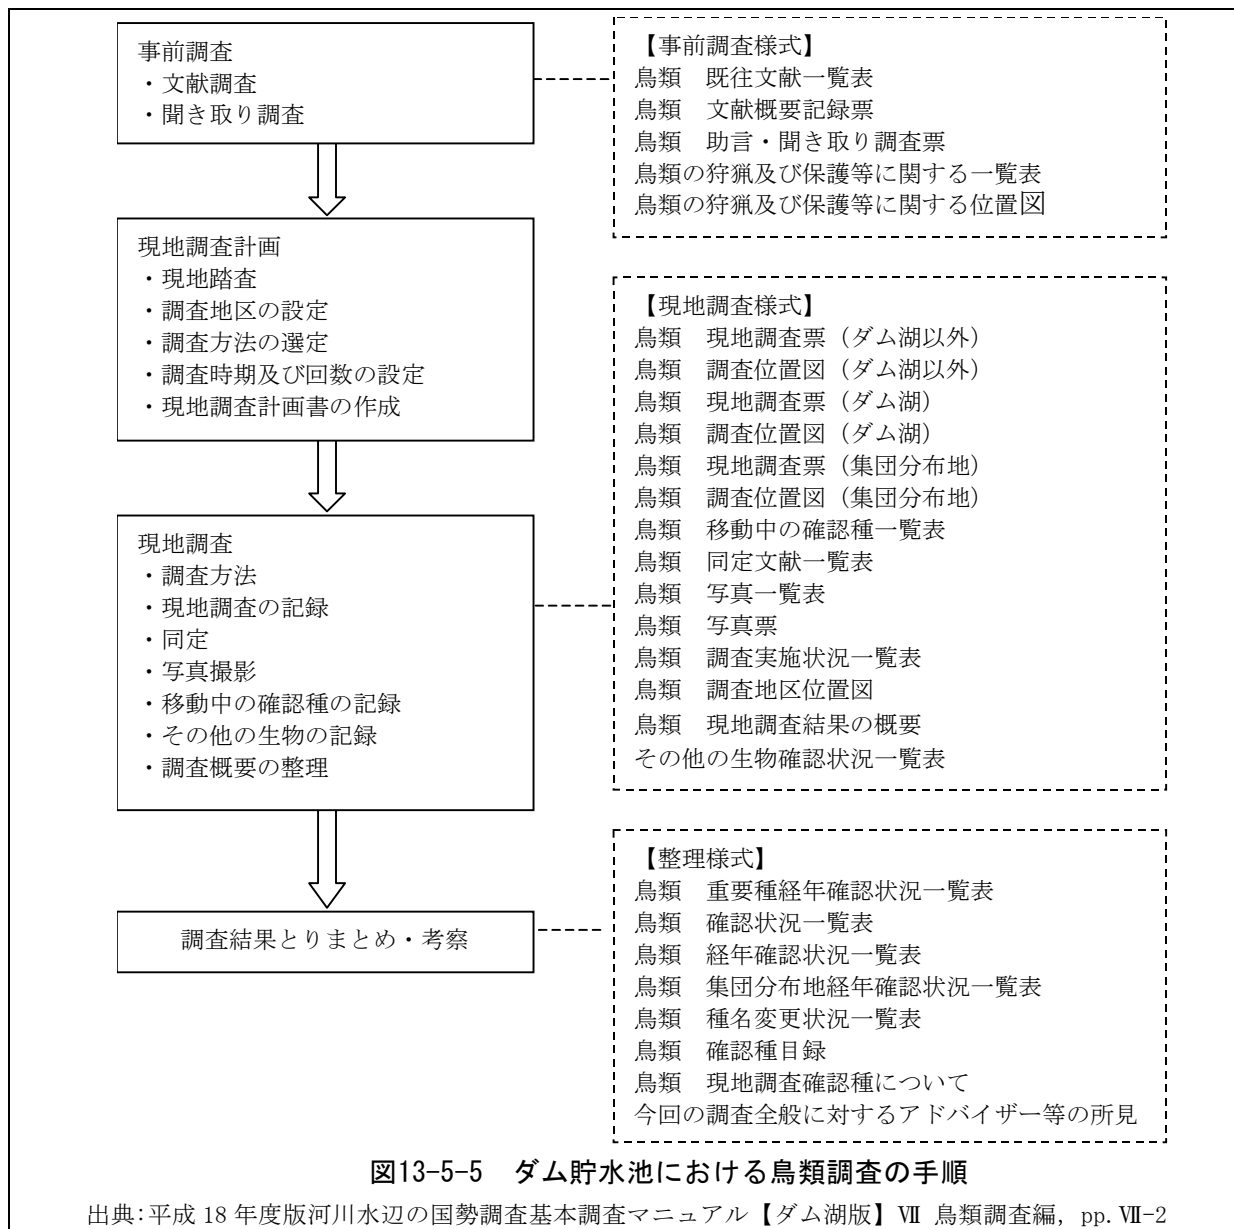 事前調査
・文献調査
・聞き取り調査
【事前調査様式】
鳥類　既往文献一覧表
鳥類　文献概要記録票
鳥類　助言・聞き取り調査票
鳥類の狩猟及び保護等に関する一覧表
鳥類の狩猟及び保護等に関する位置図
現地調査計画
・現地踏査
・調査地区の設定
・調査方法の選定
・調査時期及び回数の設定
・現地調査計画書の作成
現地調査
・調査方法
・現地調査の記録
・同定
・写真撮影
・移動中の確認種の記録
・その他の生物の記録
・調査概要の整理
【現地調査様式】
鳥類　現地調査票（ダム湖以外）
鳥類　調査位置図（ダム湖以外）
鳥類　現地調査票（ダム湖）
鳥類　調査位置図（ダム湖）
鳥類　現地調査票（集団分布地）
鳥類　調査位置図（集団分布地）
鳥類　移動中の確認種一覧表
鳥類　同定文献一覧表
鳥類　写真一覧表
鳥類　写真票
鳥類　調査実施状況一覧表
鳥類　調査地区位置図
鳥類　現地調査結果の概要
その他の生物確認状況一覧表
調査結果とりまとめ・考察
【整理様式】
鳥類　重要種経年確認状況一覧表
鳥類　確認状況一覧表
鳥類　経年確認状況一覧表
鳥類　集団分布地経年確認状況一覧表
鳥類　種名変更状況一覧表
鳥類　確認種目録
鳥類　現地調査確認種について
今回の調査全般に対するアドバイザー等の所見
図13-5-5　ダム貯水池における鳥類調査の手順
出典:平成 18 年度版河川水辺の国勢調査基本調査マニュアル【ダム湖版】Ⅶ 鳥類調査編, pp.Ⅶ-2